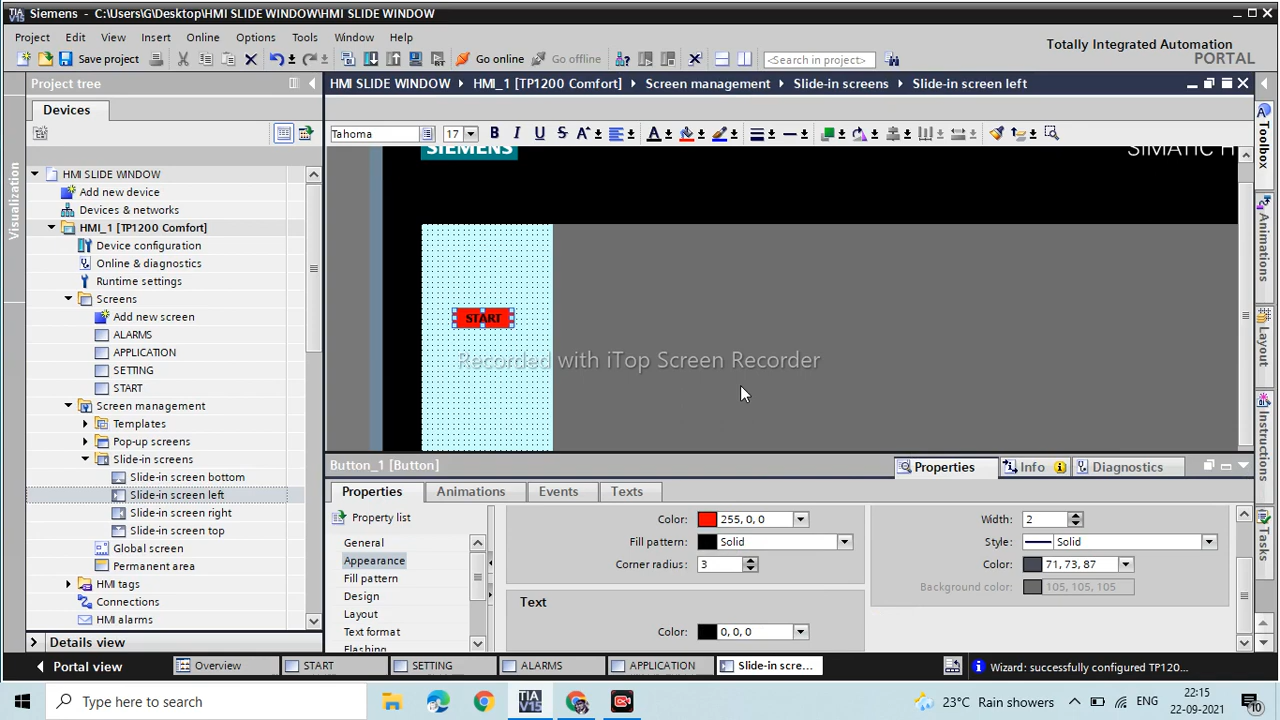 Siemens - C:\Users\G\Desktop\HMI SLIDE WINDOW\HMI SLIDE WINDOW
TIA
V15
Project Edit View Insert Online Options Tools Window Help
Totally Integrated Automation
PORTAL
Save project
Go online
Go offline
<Search in project>
Project tree
HMI SLIDE WINDOW HMI_1 [TP1200 Comfort] Screen management Slide-in screens Slide-in screen left
Devices
Tahoma 17
B I U S A A
Visualization
HMI SLIDE WINDOW
Add new device
Devices & networks
HMI_1 [TP1200 Comfort]
Device configuration
Online & diagnostics
Runtime settings
Screens
Add new screen
ALARMS
APPLICATION
SETTING
START
Screen management
Templates
Pop-up screens
Slide-in screens
Slide-in screen bottom
Slide-in screen left
Slide-in screen right
Slide-in screen top
Global screen
Permanent area
HMI tags
Connections
HMI alarms
Details view
SIEMENS
SIMATIC H
START
Recorded with iTop Screen Recorder
Toolbox
Animations
Layout
Instructions
Tasks
Button_1 [Button]
Properties Info Diagnostics
Properties Animations Events Texts
Property list
General
Appearance
Fill pattern
Design
Layout
Text format
Flashing
Color: 255, 0, 0
Fill pattern: Solid
Corner radius: 3
Text
Color: 0, 0, 0
Width: 2
Style: Solid
Color: 71, 73, 87
Background color: 105, 105, 105
Portal view Overview START SETTING ALARMS APPLICATION Slide-in scre... Wizard: successfully configured TP120...
Type here to search
TIA
V15
23°C Rain showers
ENG
22:15
22-09-2021
10